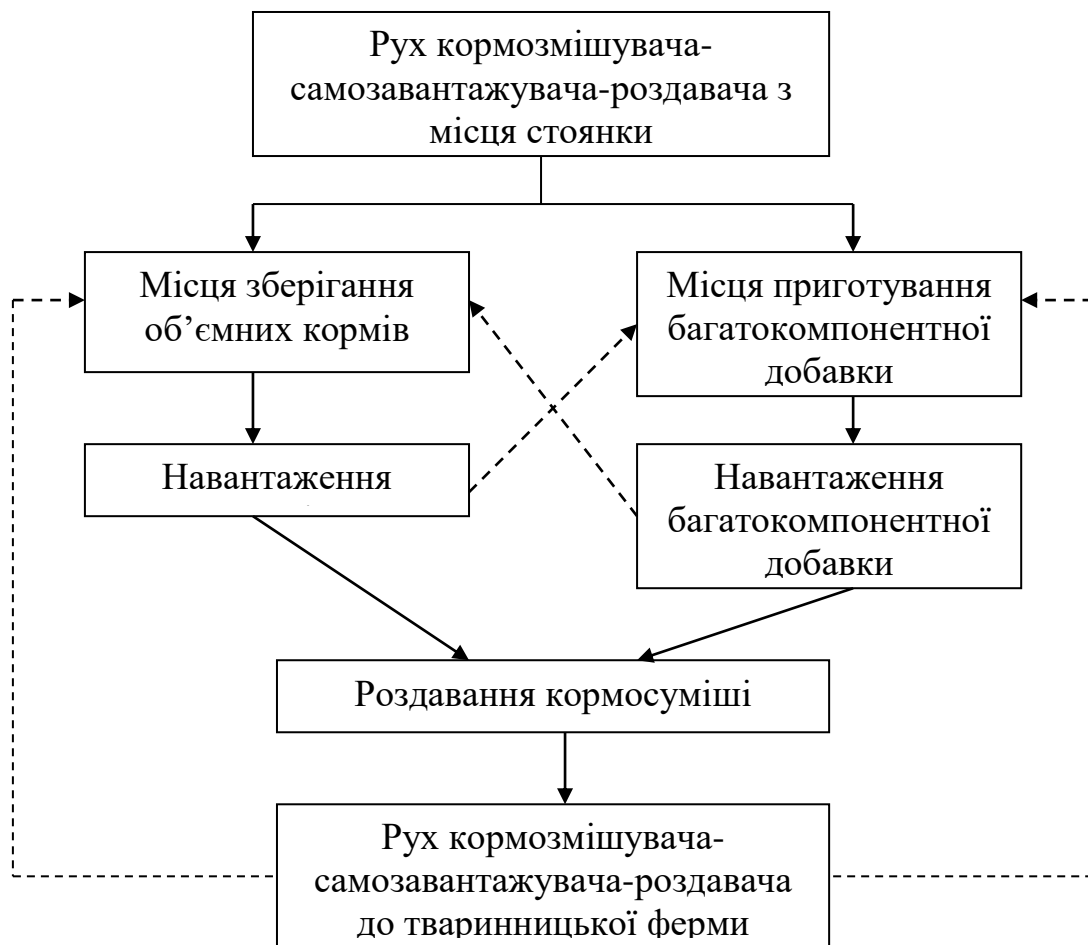 Рух кормозмішувача-
самозавантажувача-роздавача з
місця стоянки
Місця зберігання
об’ємних кормів
Місця приготування
багатокомпонентної
добавки
Навантаження
Навантаження
багатокомпонентної
добавки
Роздавання кормосуміші
Рух кормозмішувача-
самозавантажувача-роздавача
до тваринницької ферми